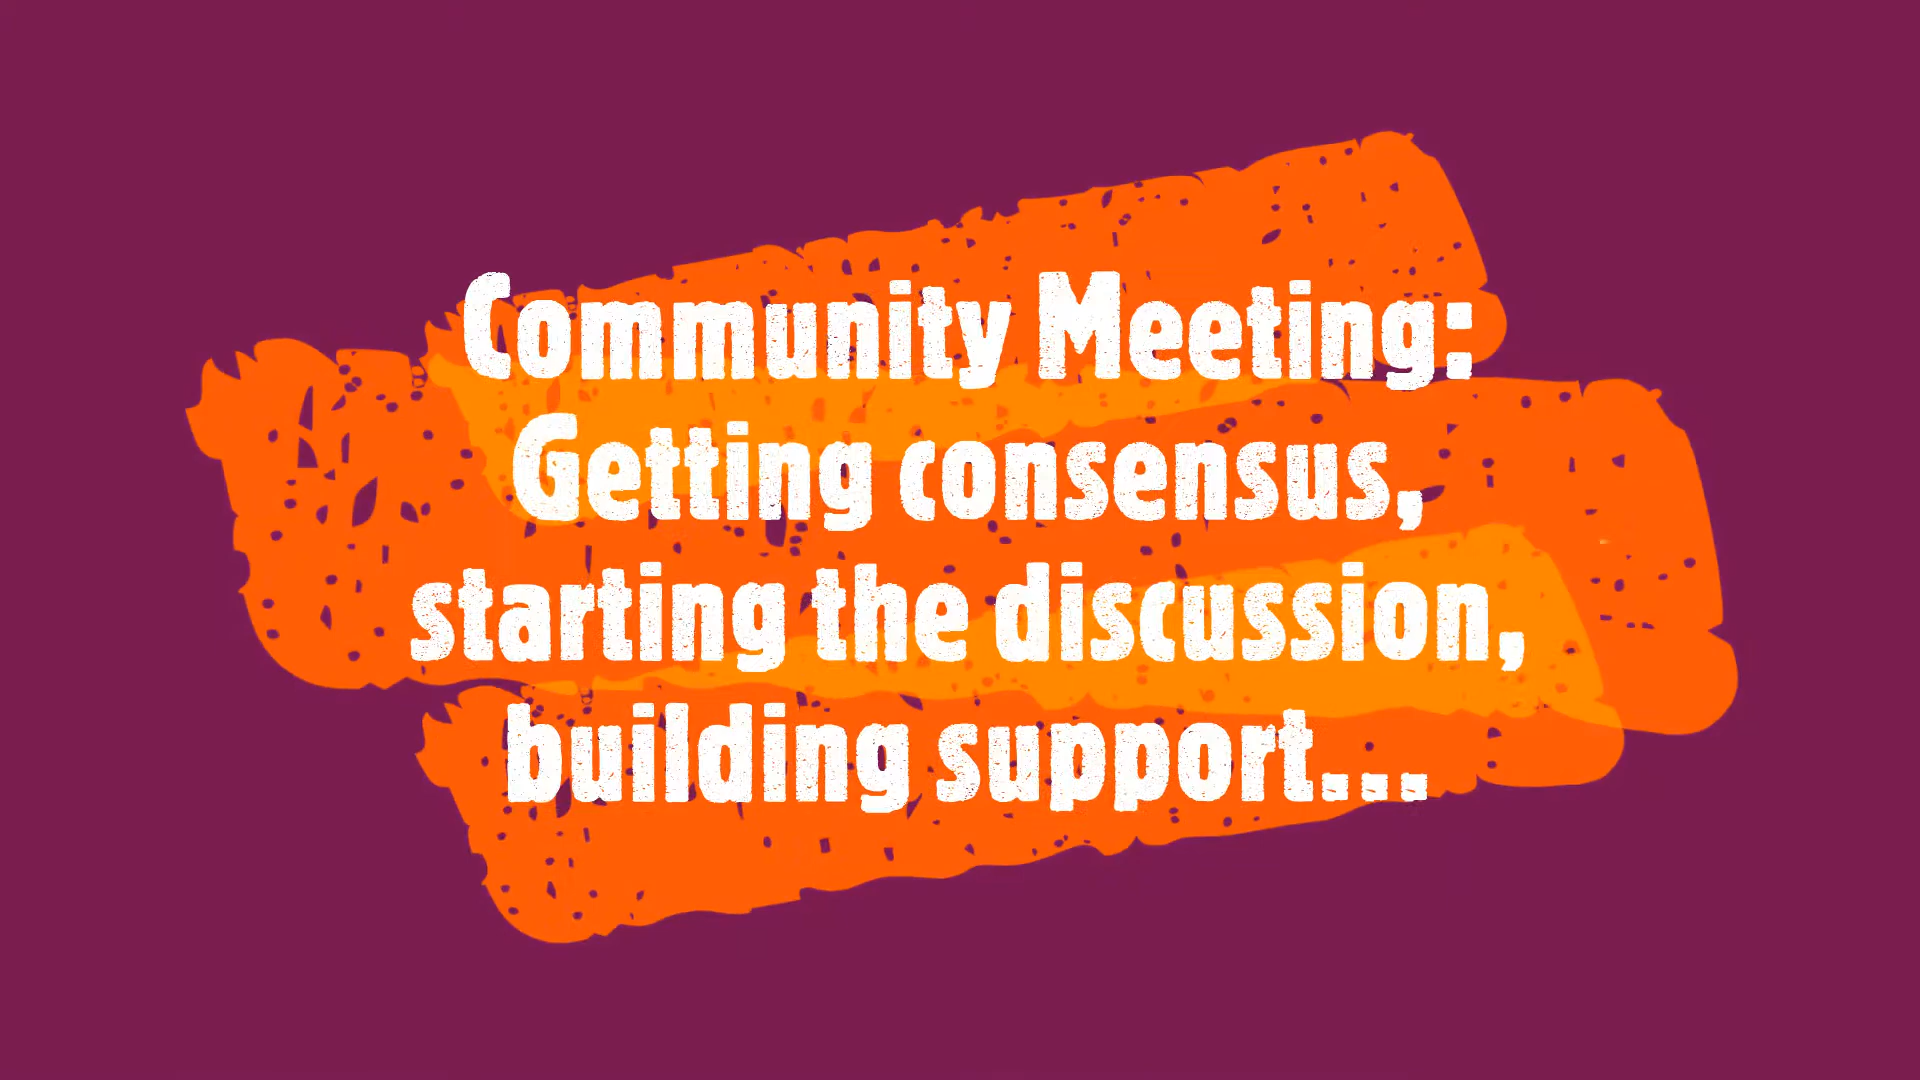 Community Meeting:
Getting consensus,
starting the discussion,
building support...